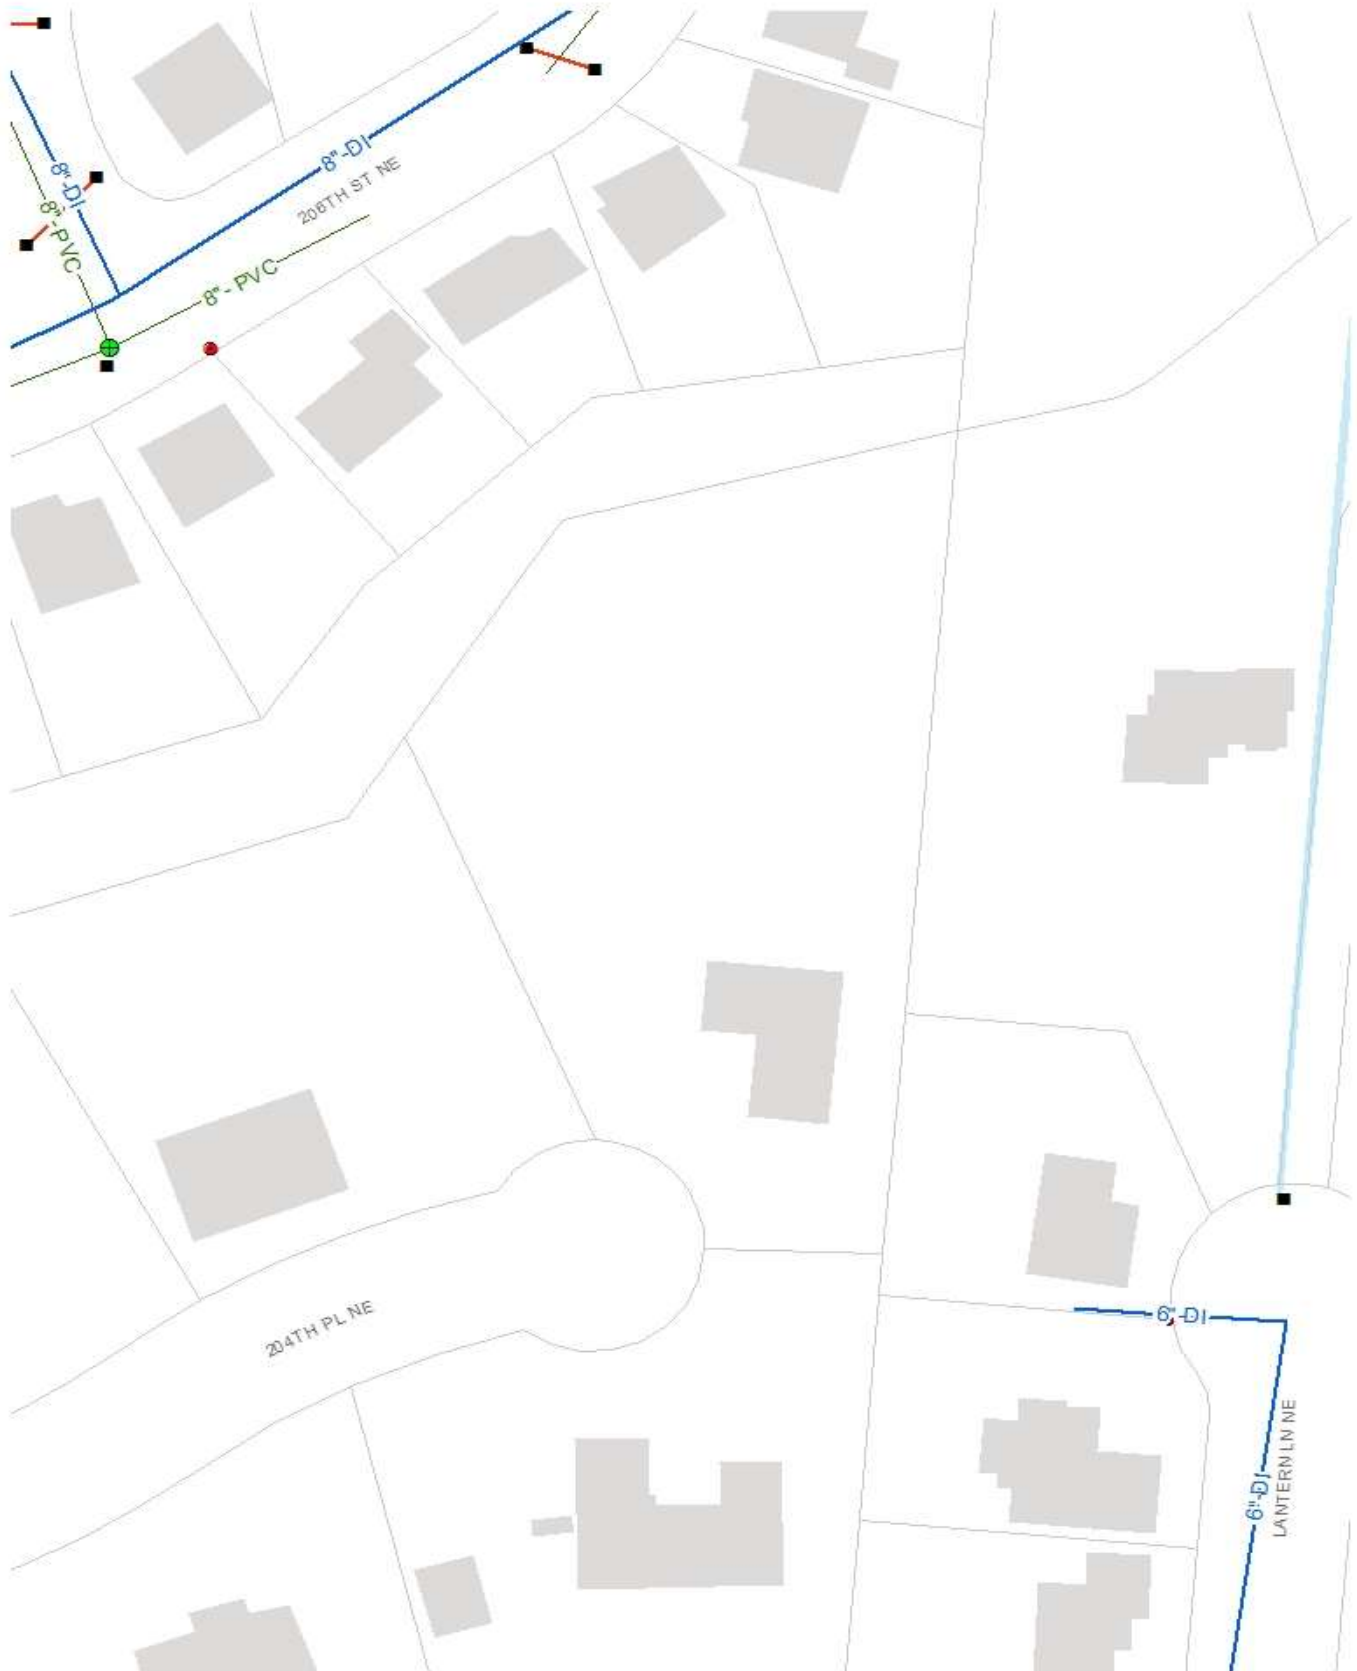 8"-DI
208TH ST NE
8"-DI
8"-PVC
8"- PVC
204TH PL NE
6"-DI
6"-DI
LANTERN LN NE